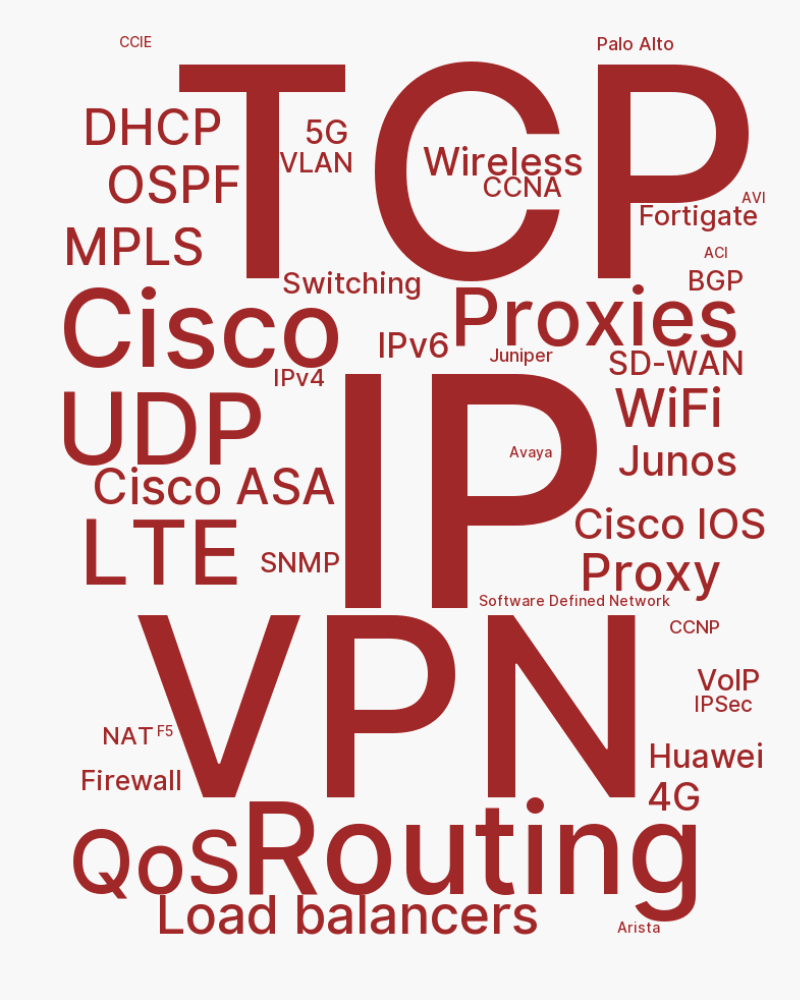 CCIE
Palo Alto
TCP
DHCP
5G
VLAN
Wireless
CCNA
OSPF
AVI
Fortigate
MPLS
ACI
BGP
Switching
Cisco
Proxies
IPv6
Juniper
SD-WAN
IPv4
IP
UDP
WiFi
Avaya
Junos
Cisco ASA
Cisco IOS
LTE
SNMP
Proxy
Software Defined Network
VPN
CCNP
VoIP
IPSec
NAT
F5
Huawei
Firewall
4G
QoS
Routing
Load balancers
Arista